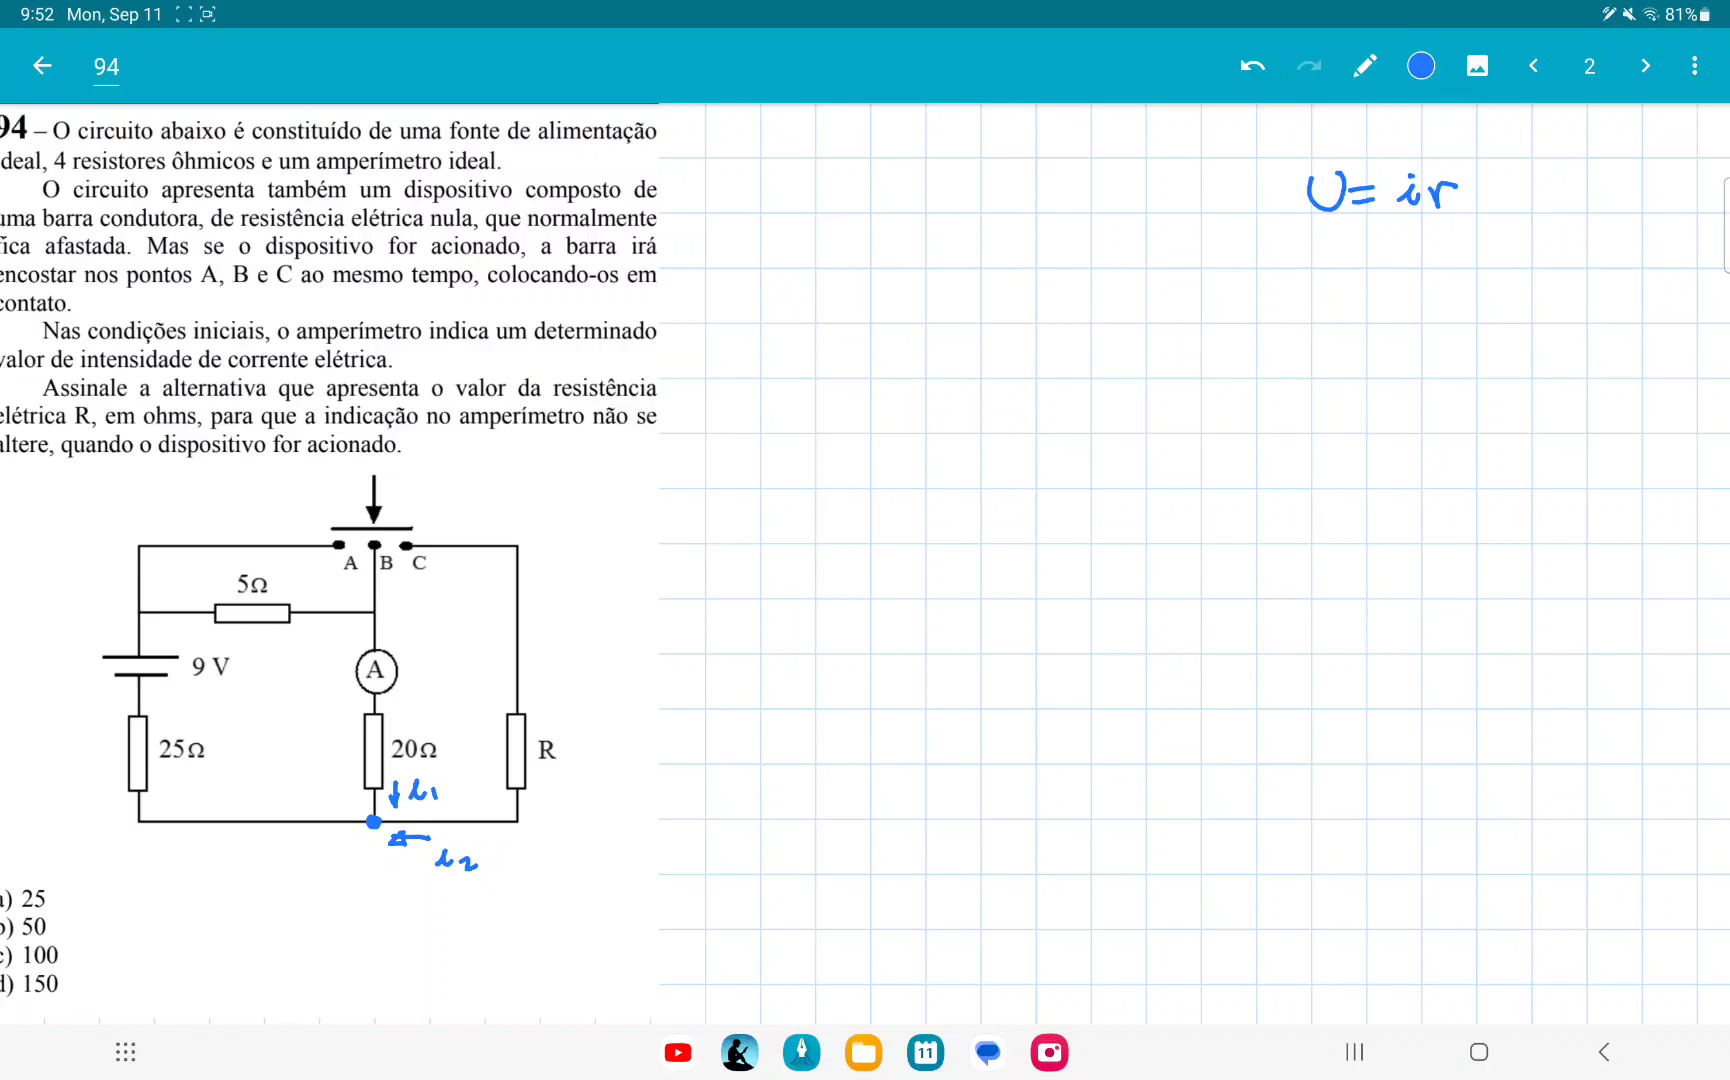 9:52 Mon, Sep 11
81%
94
2
94 – O circuito abaixo é constituído de uma fonte de alimentação
deal, 4 resistores ôhmicos e um amperímetro ideal.
O circuito apresenta também um dispositivo composto de
uma barra condutora, de resistência elétrica nula, que normalmente
fica afastada. Mas se o dispositivo for acionado, a barra irá
encostar nos pontos A, B e C ao mesmo tempo, colocando-os em
contato.
Nas condições iniciais, o amperímetro indica um determinado
valor de intensidade de corrente elétrica.
Assinale a alternativa que apresenta o valor da resistência
elétrica R, em ohms, para que a indicação no amperímetro não se
altere, quando o dispositivo for acionado.
U= ir
A B C
5Ω
9 V
A
25Ω
20Ω
R
i1
i2
a) 25
b) 50
c) 100
d) 150
11